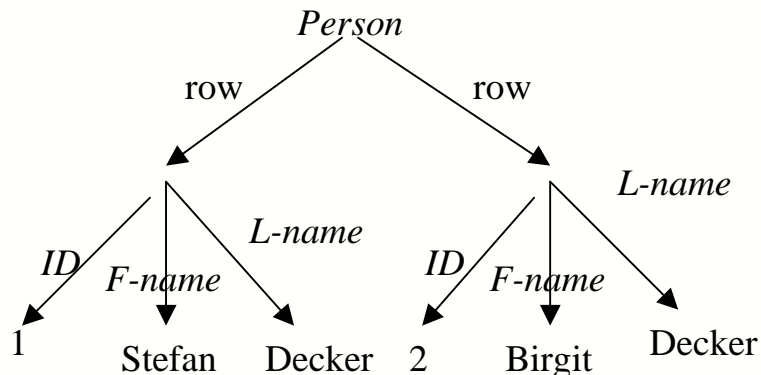 Person
row row
L-name
L-name
ID F-name ID F-name
1 Stefan Decker 2 Birgit Decker